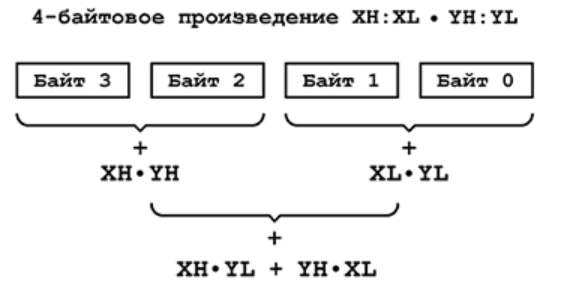 4-байтовое произведение XH:XL • YH:YL
Байт 3 Байт 2 Байт 1 Байт 0
+ +
XH•YH XL•YL
+
XH•YL + YH•XL